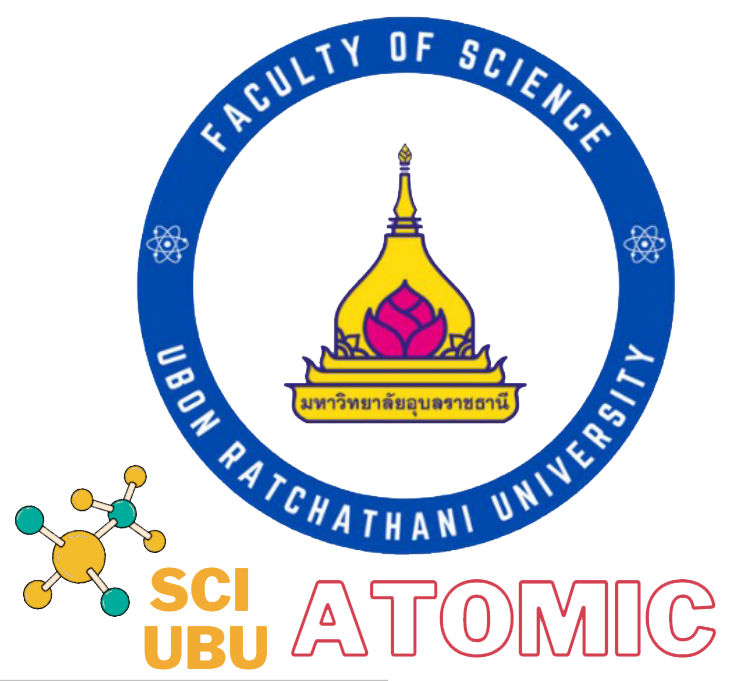 FACULTY OF SCIENCE
มหาวิทยาลัยอุบลราชธานี
UBON RATCHATHANI UNIVERSITY
SCI
UBU
ATOMIC